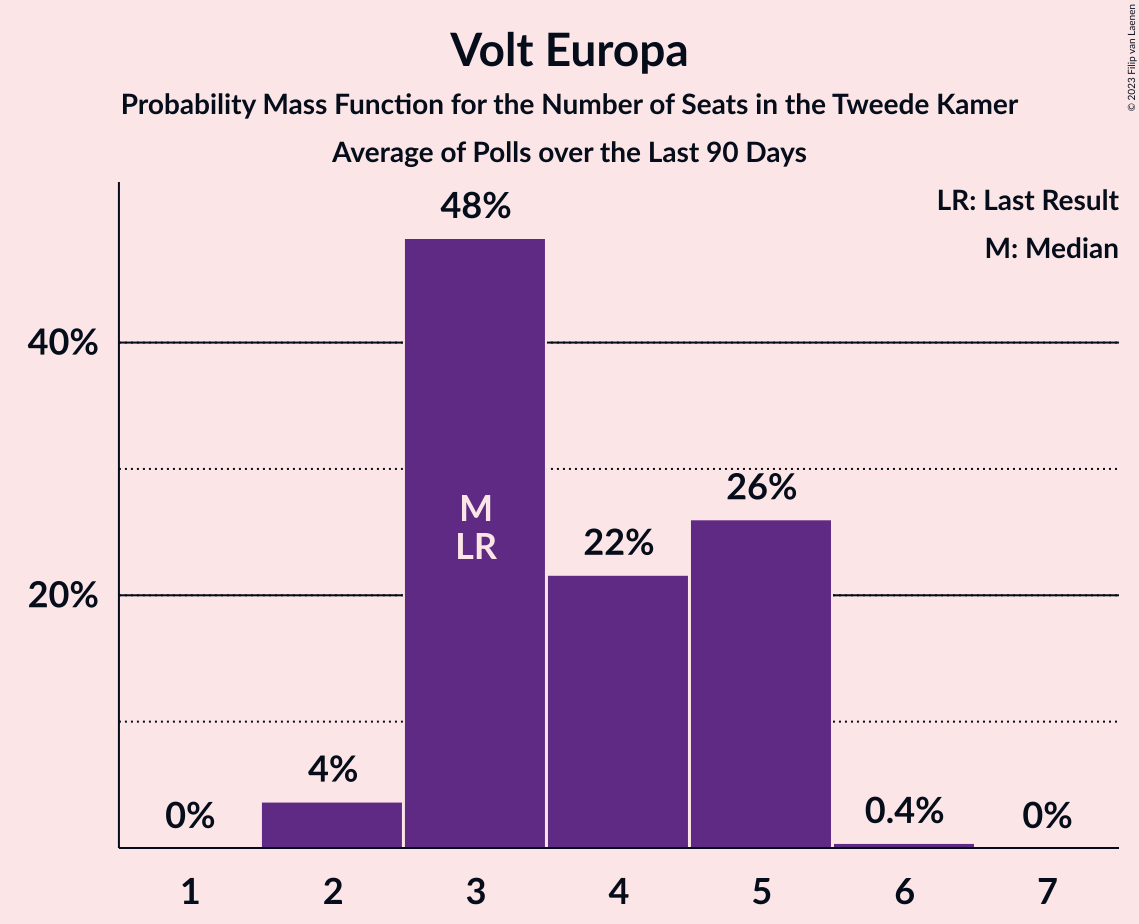 Volt Europa
Probability Mass Function for the Number of Seats in the Tweede Kamer
Average of Polls over the Last 90 Days
© 2023 Filip van Laenen
LR: Last Result
M: Median
48%
40%
M
LR
26%
22%
20%
4%
0%
0.4%
0%
1 2 3 4 5 6 7